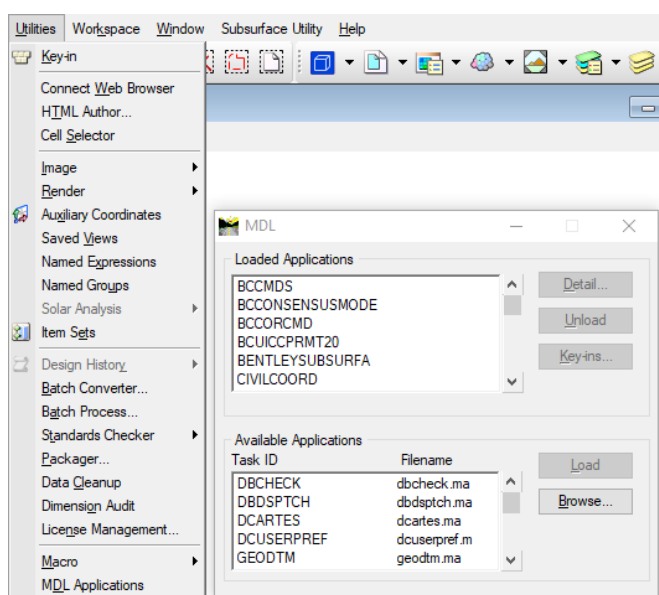 Utilities Workspace Window Subsurface Utility Help
Key-in
Connect Web Browser
HTML Author...
Cell Selector
Image
Render
Auxiliary Coordinates
Saved Views
Named Expressions
Named Groups
Solar Analysis
Item Sets
Design History
Batch Converter...
Batch Process...
Standards Checker
Packager...
Data Cleanup
Dimension Audit
License Management...
Macro
MDL Applications
MDL
Loaded Applications
BCCMDS
BCCONSENSUSMODE
BCCORCMD
BCUICCPRMT20
BENTLEYSUBSURFA
CIVILCOORD
Detail...
Unload
Key-ins...
Available Applications
Task ID Filename
DBCHECK dbcheck.ma
DBDSPTCH dbdsptch.ma
DCARTES dcartes.ma
DCUSERPREF dcuserpref.m
GEODTM geodtm.ma
Load
Browse...